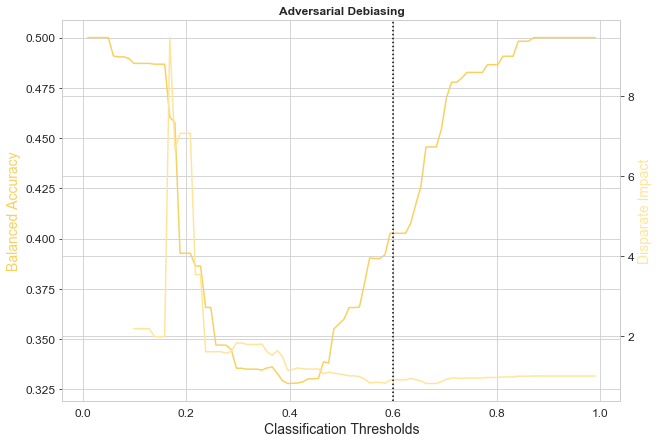 Adversarial Debiasing
0.500
0.475
0.450
0.425
0.400
0.375
0.350
0.325
Balanced Accuracy
8
6
4
2
Disparate Impact
0.0 0.2 0.4 0.6 0.8 1.0
Classification Thresholds